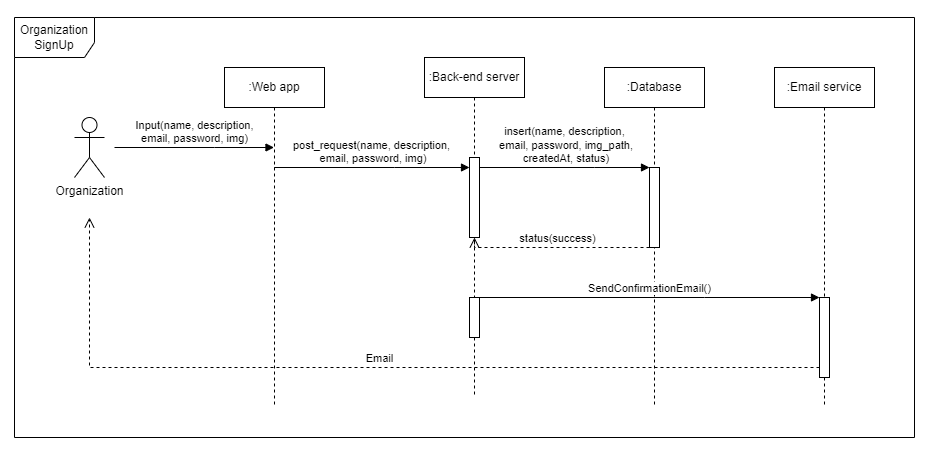 Organization
SignUp
:Web app
:Back-end server
:Database
:Email service
Input(name, description,
email, password, img)
post_request(name, description,
email, password, img)
insert(name, description,
email, password, img_path,
createdAt, status)
Organization
status(success)
SendConfirmationEmail()
Email